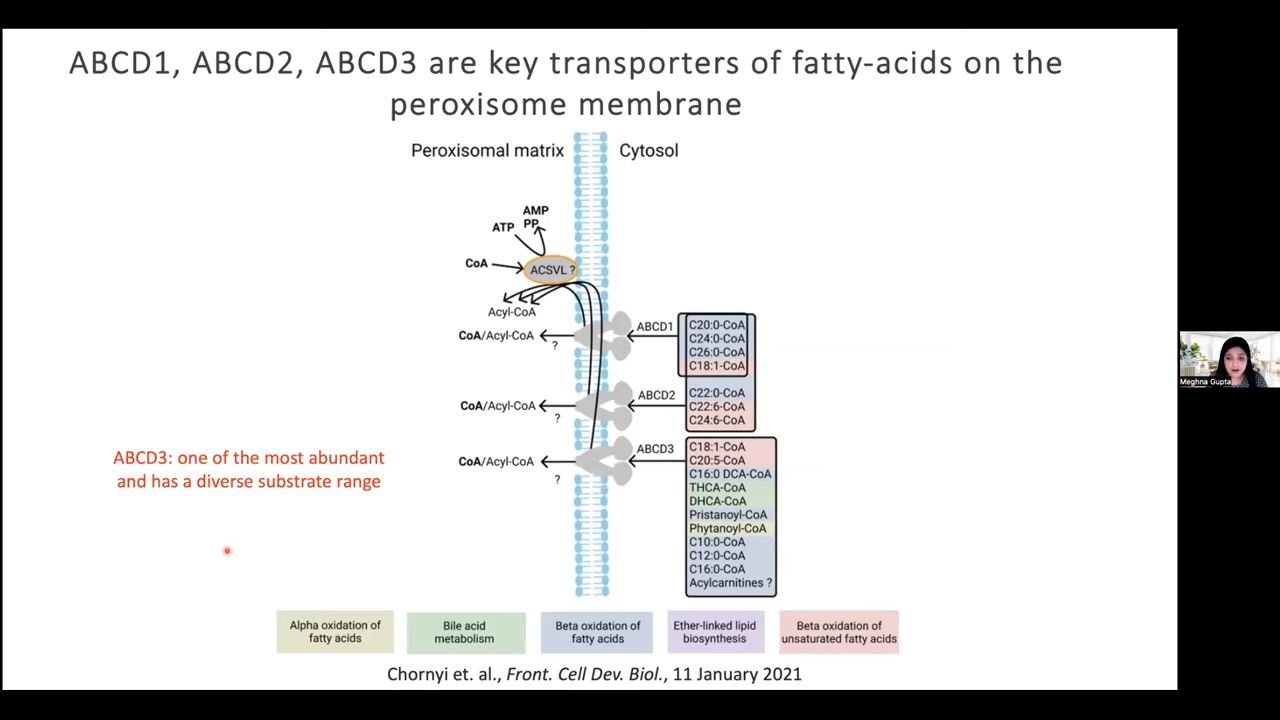 ABCD1, ABCD2, ABCD3 are key transporters of fatty-acids on the
peroxisome membrane
Peroxisomal matrix
Cytosol
AMP
PP
ATP
CoA
ACSVL ?
Acyl-CoA
CoA/Acyl-CoA
?
ABCD1
C20:0-CoA
C24:0-CoA
C26:0-CoA
C18:1-CoA
C22:0-CoA
C22:6-CoA
C24:6-CoA
ABCD2
CoA/Acyl-CoA
?
ABCD3
CoA/Acyl-CoA
?
C18:1-CoA
C20:5-CoA
C16:0 DCA-CoA
THCA-CoA
DHCA-CoA
Pristanoyl-CoA
Phytanoyl-CoA
C10:0-CoA
C12:0-CoA
C16:0-CoA
Acylcarnitines ?
ABCD3: one of the most abundant
and has a diverse substrate range
Alpha oxidation of
fatty acids
Bile acid
metabolism
Beta oxidation of
fatty acids
Ether-linked lipid
biosynthesis
Beta oxidation of
unsaturated fatty acids
Chornyi et. al., Front. Cell Dev. Biol., 11 January 2021
Meghna Gupta